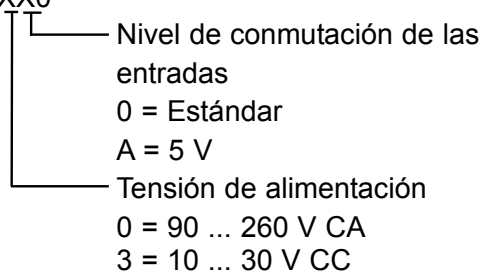 XX0
Nivel de conmutación de las
entradas
0 = Estándar
A = 5 V
Tensión de alimentación
0 = 90 ... 260 V CA
3 = 10 ... 30 V CC